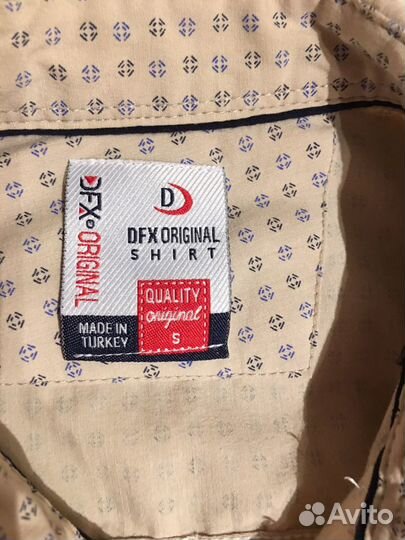 DFX® ORIGINAL
D
DFX ORIGINAL
SHIRT
QUALITY
original
S
MADE IN
TURKEY
Avito